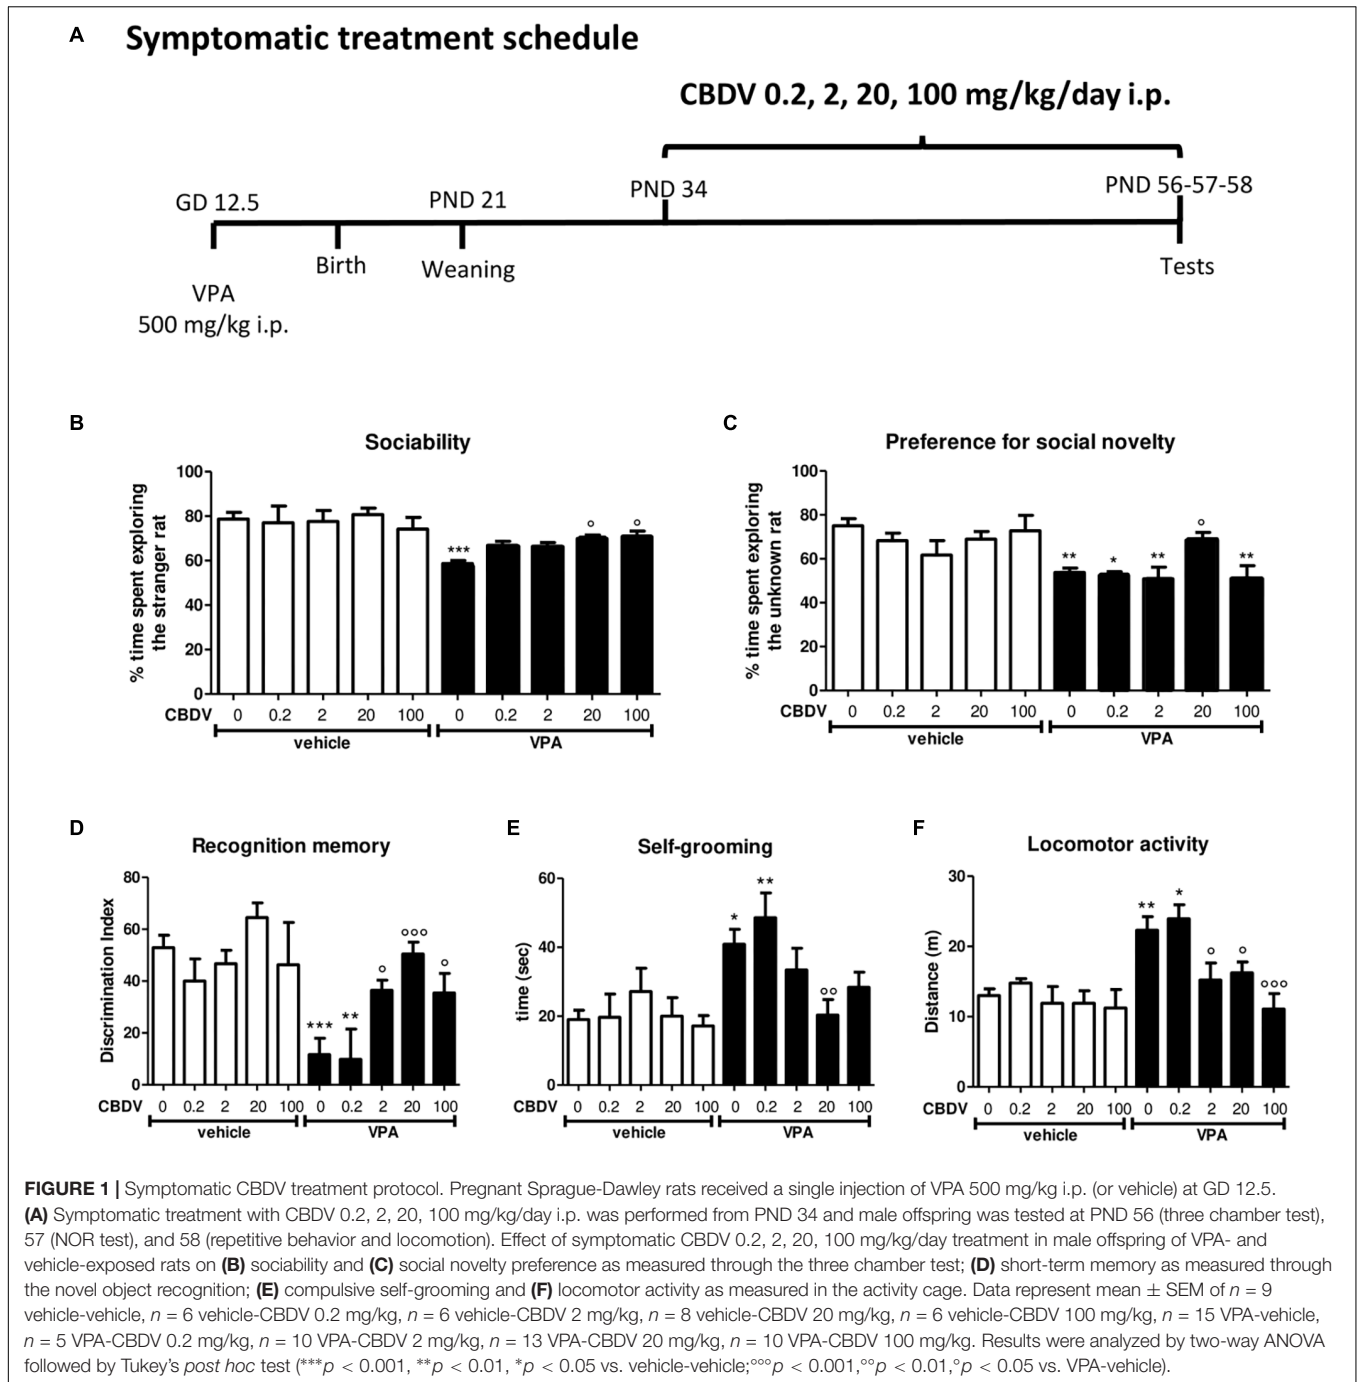 A
Symptomatic treatment schedule
CBDV 0.2, 2, 20, 100 mg/kg/day i.p.
GD 12.5
PND 21
PND 34
PND 56-57-58
Birth
Weaning
Tests
VPA
500 mg/kg i.p.
B
Sociability
% time spent exploring
the stranger rat
100
80
60
40
20
0
***
°
°
CBDV 0 0.2 2 20 100 0 0.2 2 20 100
vehicle VPA
C
Preference for social novelty
% time spent exploring
the unknown rat
100
80
60
40
20
0
**
*
**
°
**
CBDV 0 0.2 2 20 100 0 0.2 2 20 100
vehicle VPA
D
Recognition memory
Discrimination Index
80
60
40
20
0
***
**
°
°°°
°
CBDV 0 0.2 2 20 100 0 0.2 2 20 100
vehicle VPA
E
Self-grooming
time (sec)
60
40
20
0
*
**
°°
CBDV 0 0.2 2 20 100 0 0.2 2 20 100
vehicle VPA
F
Locomotor activity
Distance (m)
30
20
10
0
**
*
°
°
°°°
CBDV 0 0.2 2 20 100 0 0.2 2 20 100
vehicle VPA
FIGURE 1 | Symptomatic CBDV treatment protocol. Pregnant Sprague-Dawley rats received a single injection of VPA 500 mg/kg i.p. (or vehicle) at GD 12.5.
(A) Symptomatic treatment with CBDV 0.2, 2, 20, 100 mg/kg/day i.p. was performed from PND 34 and male offspring was tested at PND 56 (three chamber test),
57 (NOR test), and 58 (repetitive behavior and locomotion). Effect of symptomatic CBDV 0.2, 2, 20, 100 mg/kg/day treatment in male offspring of VPA- and
vehicle-exposed rats on (B) sociability and (C) social novelty preference as measured through the three chamber test; (D) short-term memory as measured through
the novel object recognition; (E) compulsive self-grooming and (F) locomotor activity as measured in the activity cage. Data represent mean ± SEM of n = 9
vehicle-vehicle, n = 6 vehicle-CBDV 0.2 mg/kg, n = 6 vehicle-CBDV 2 mg/kg, n = 8 vehicle-CBDV 20 mg/kg, n = 6 vehicle-CBDV 100 mg/kg, n = 15 VPA-vehicle,
n = 5 VPA-CBDV 0.2 mg/kg, n = 10 VPA-CBDV 2 mg/kg, n = 13 VPA-CBDV 20 mg/kg, n = 10 VPA-CBDV 100 mg/kg. Results were analyzed by two-way ANOVA
followed by Tukey's post hoc test (***p < 0.001, **p < 0.01, *p < 0.05 vs. vehicle-vehicle;°°°p < 0.001,°°p < 0.01,°p < 0.05 vs. VPA-vehicle).